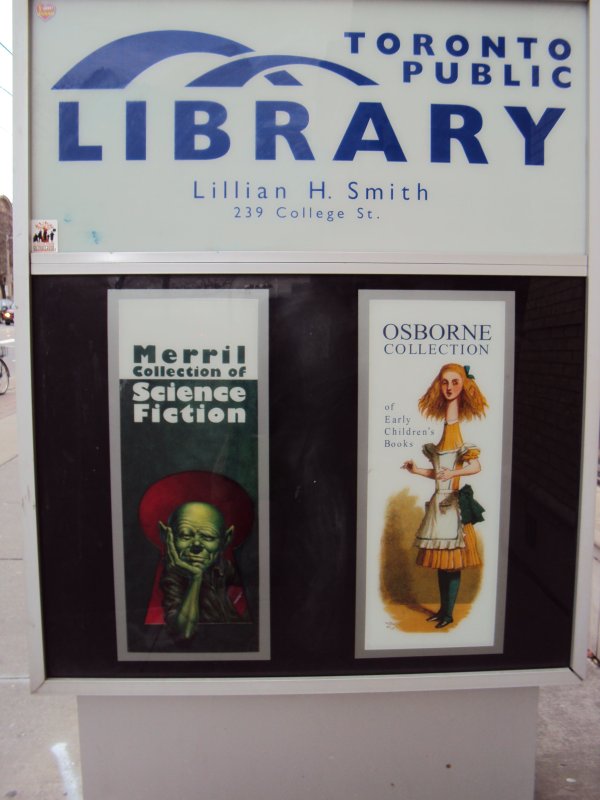 TORONTO
PUBLIC
LIBRARY
Lillian H. Smith
239 College St.
Merril
Collection of
Science
Fiction
OSBORNE
COLLECTION
of
Early
Children's
Books